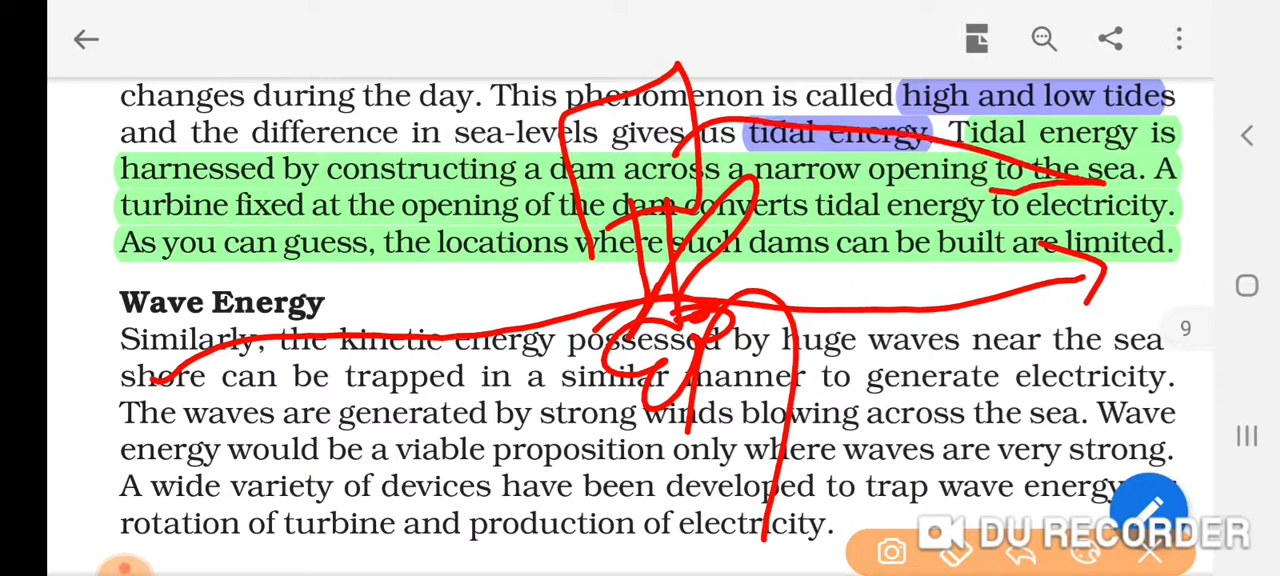 changes during the day. This phenomenon is called high and low tides
and the difference in sea-levels gives us tidal energy. Tidal energy is
harnessed by constructing a dam across a narrow opening to the sea. A
turbine fixed at the opening of the dam converts tidal energy to electricity.
As you can guess, the locations where such dams can be built are limited.
Wave Energy
Similarly, the kinetic energy possessed by huge waves near the sea
9
shore can be trapped in a similar manner to generate electricity.
The waves are generated by strong winds blowing across the sea. Wave
energy would be a viable proposition only where waves are very strong.
A wide variety of devices have been developed to trap wave energy
rotation of turbine and production of electricity.
DU RECORDER